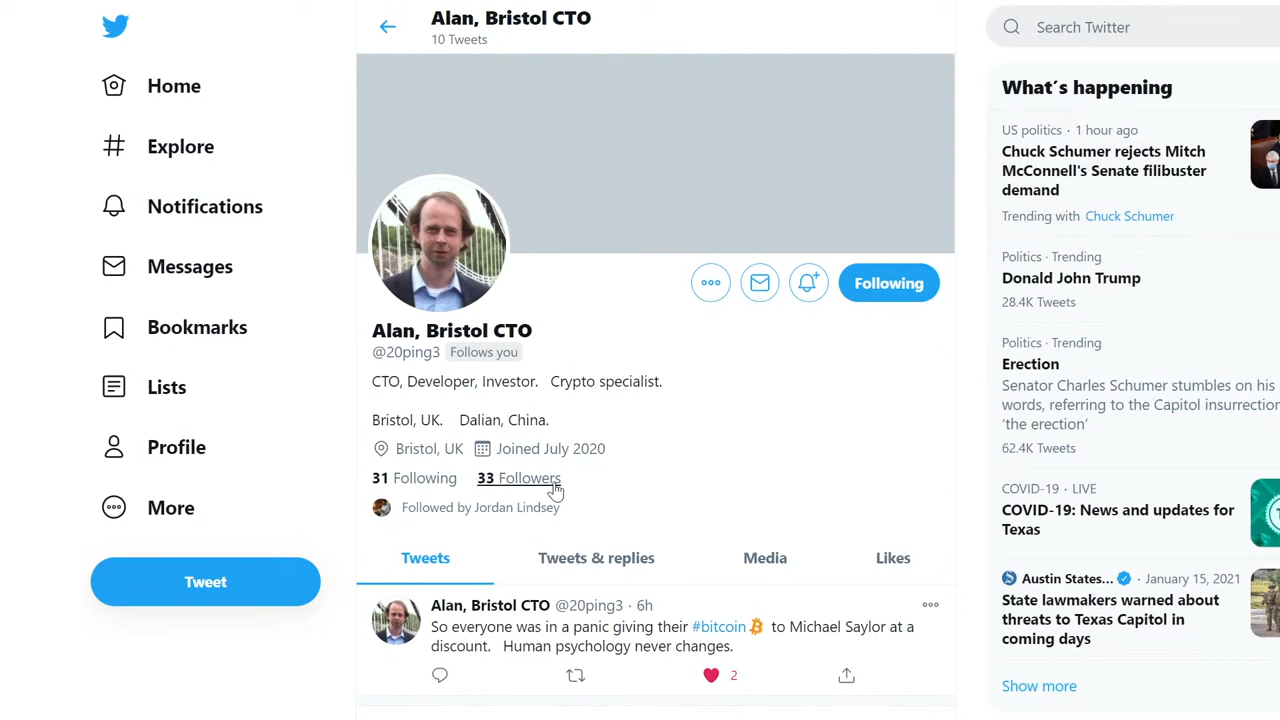 Home
Explore
Notifications
Messages
Bookmarks
Lists
Profile
More
Tweet
Alan, Bristol CTO
10 Tweets
Following
Alan, Bristol CTO
@20ping3 Follows you
CTO, Developer, Investor. Crypto specialist.
Bristol, UK. Dalian, China.
Bristol, UK Joined July 2020
31 Following 33 Followers
Followed by Jordan Lindsey
Tweets Tweets & replies Media Likes
Alan, Bristol CTO @20ping3 · 6h
So everyone was in a panic giving their #bitcoin to Michael Saylor at a
discount. Human psychology never changes.
2
Search Twitter
What´s happening
US politics · 1 hour ago
Chuck Schumer rejects Mitch
McConnell's Senate filibuster
demand
Trending with Chuck Schumer
Politics · Trending
Donald John Trump
28.4K Tweets
Politics · Trending
Erection
Senator Charles Schumer stumbles on his
words, referring to the Capitol insurrection
'the erection'
62.4K Tweets
COVID-19 · LIVE
COVID-19: News and updates for
Texas
Austin States... · January 15, 2021
State lawmakers warned about
threats to Texas Capitol in
coming days
Show more